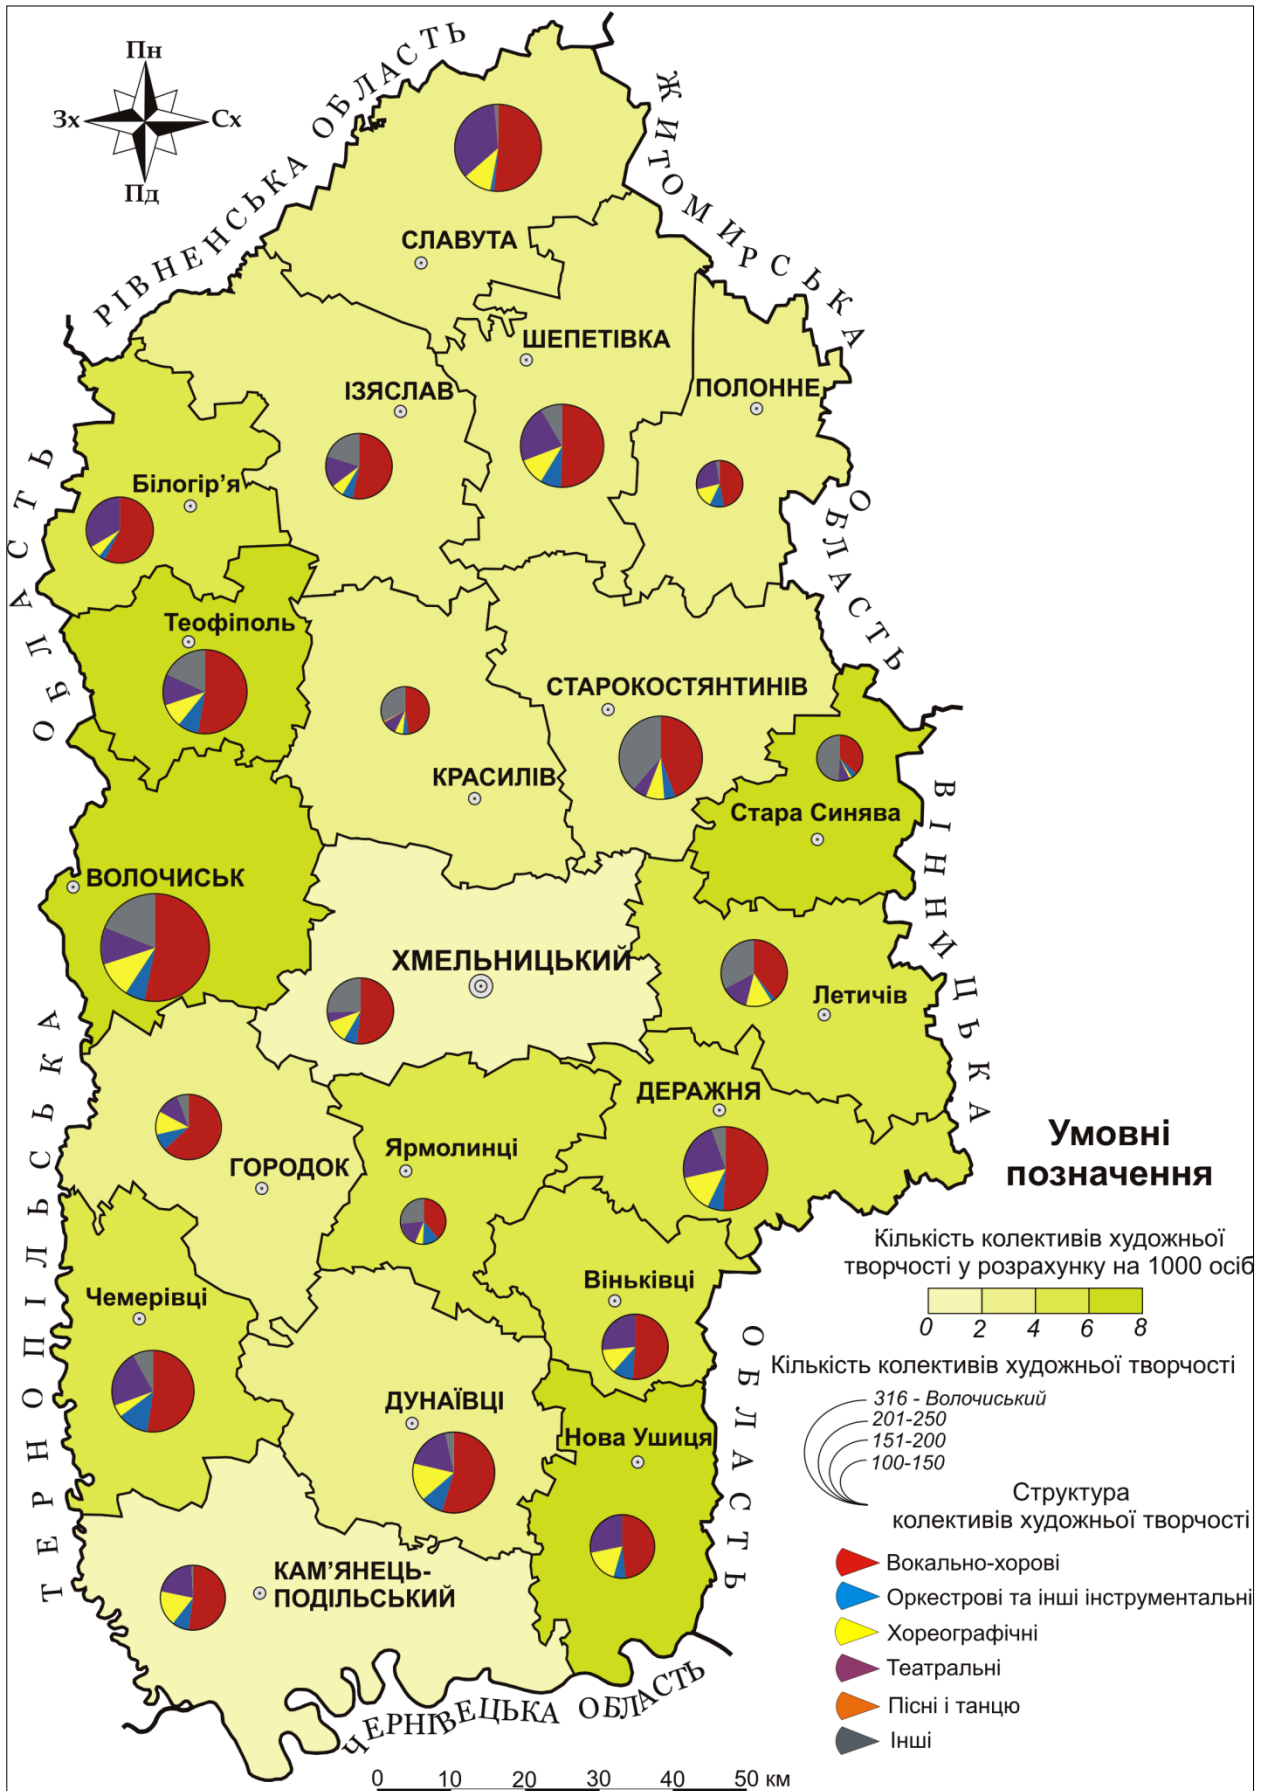 Пн
Зх
Сх
Пд
РІВНЕНСЬКА ОБЛАСТЬ
ЖИТОМИРСЬКА
ОБЛАСТЬ
СЛАВУТА
ШЕПЕТІВКА
ІЗЯСЛАВ
ПОЛОННЕ
Білогір’я
Теофіполь
СТАРОКОСТЯНТИНІВ
КРАСИЛІВ
Стара Синява
ВОЛОЧИСЬК
ХМЕЛЬНИЦЬКИЙ
Летичів
ДЕРАЖНЯ
Ярмолинці
ГОРОДОК
Віньківці
Чемерівці
ДУНАЇВЦІ
Нова Ушиця
КАМ’ЯНЕЦЬ-
ПОДІЛЬСЬКИЙ
ТЕРНОПІЛЬСЬКА
ОБЛАСТЬ
ВІННИЦЬКА
ОБЛАСТЬ
ЧЕРНІВЕЦЬКА ОБЛАСТЬ
Умовні
позначення
Кількість колективів художньої
творчості у розрахунку на 1000 осіб
0 2 4 6 8
Кількість колективів художньої творчості
316 - Волочиський
201-250
151-200
100-150
Структура
колективів художньої творчості
Вокально-хорові
Оркестрові та інші інструментальні
Хореографічні
Театральні
Пісні і танцю
Інші
0 10 20 30 40 50 км